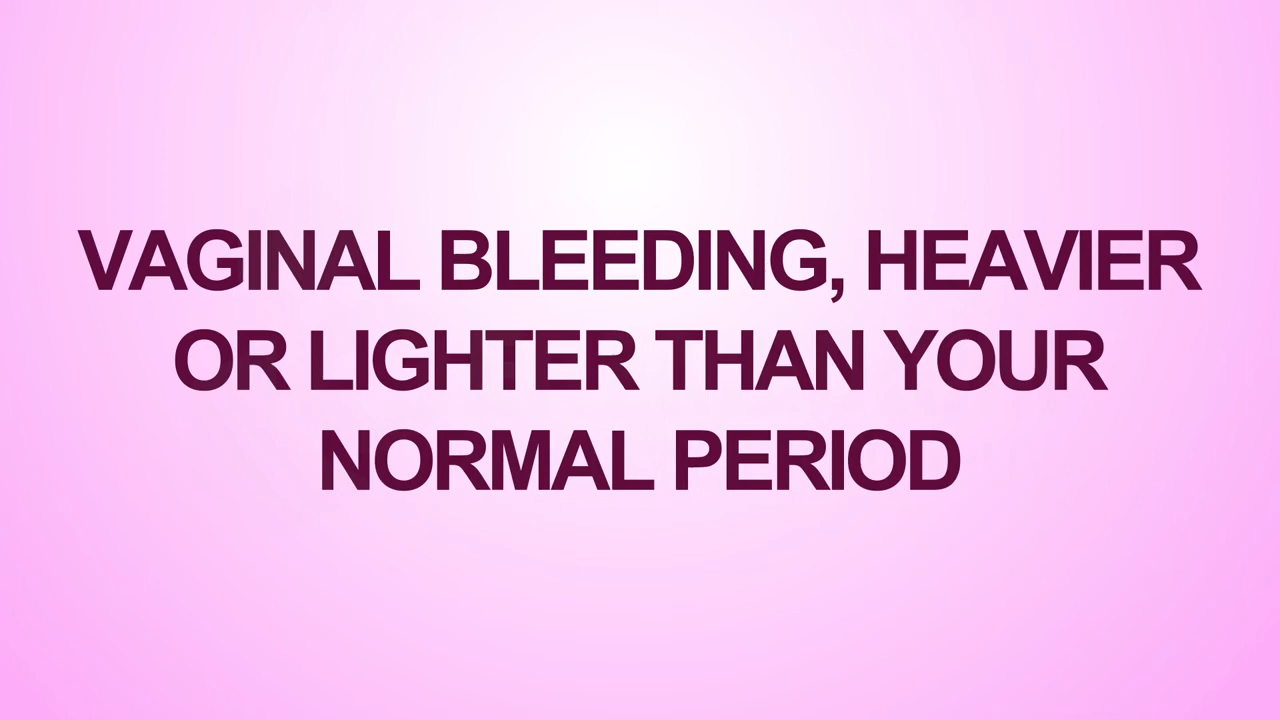 VAGINAL BLEEDING, HEAVIER
OR LIGHTER THAN YOUR
NORMAL PERIOD